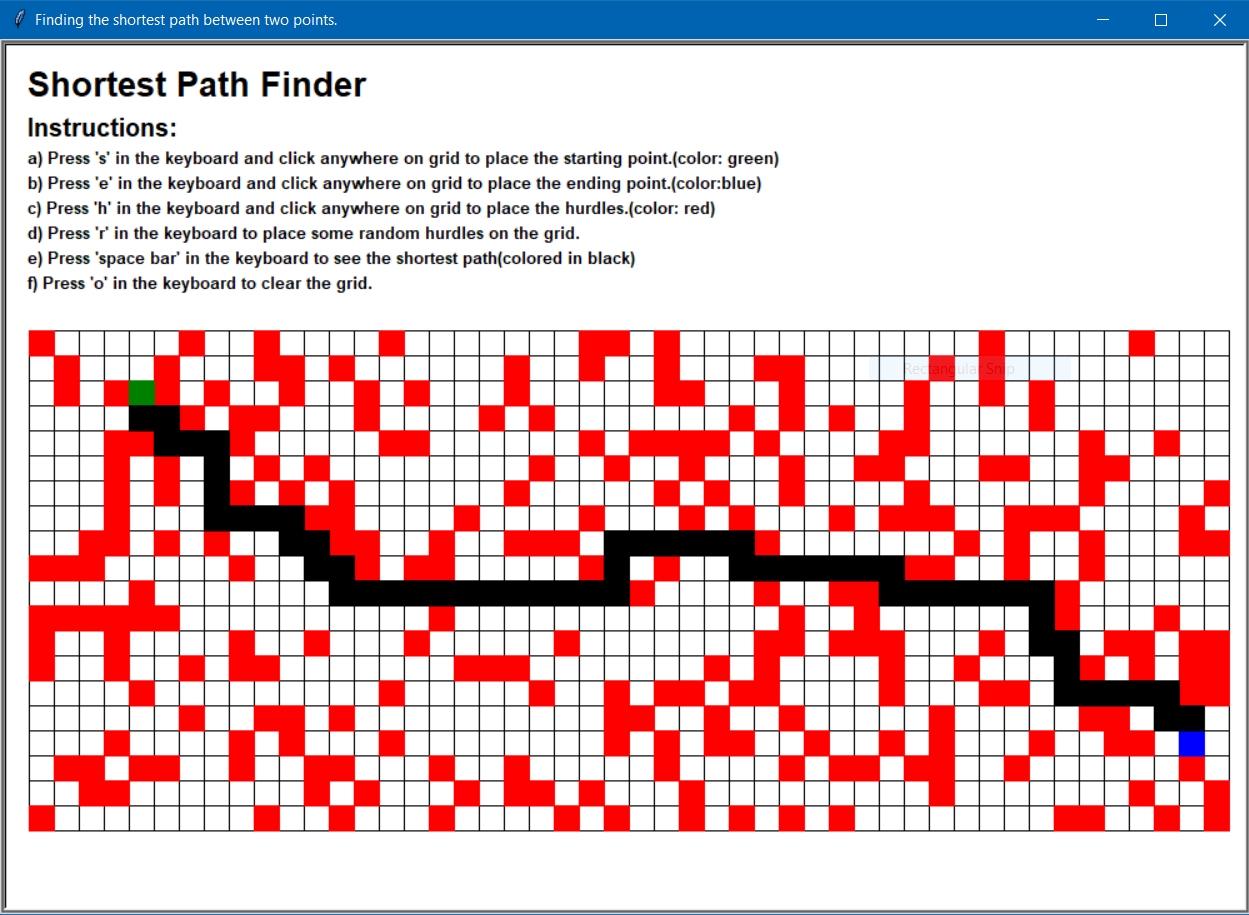 Finding the shortest path between two points.
Shortest Path Finder
Instructions:
a) Press 's' in the keyboard and click anywhere on grid to place the starting point.(color: green)
b) Press 'e' in the keyboard and click anywhere on grid to place the ending point.(color:blue)
c) Press 'h' in the keyboard and click anywhere on grid to place the hurdles.(color: red)
d) Press 'r' in the keyboard to place some random hurdles on the grid.
e) Press 'space bar' in the keyboard to see the shortest path(colored in black)
f) Press 'o' in the keyboard to clear the grid.
Rectangular Snip